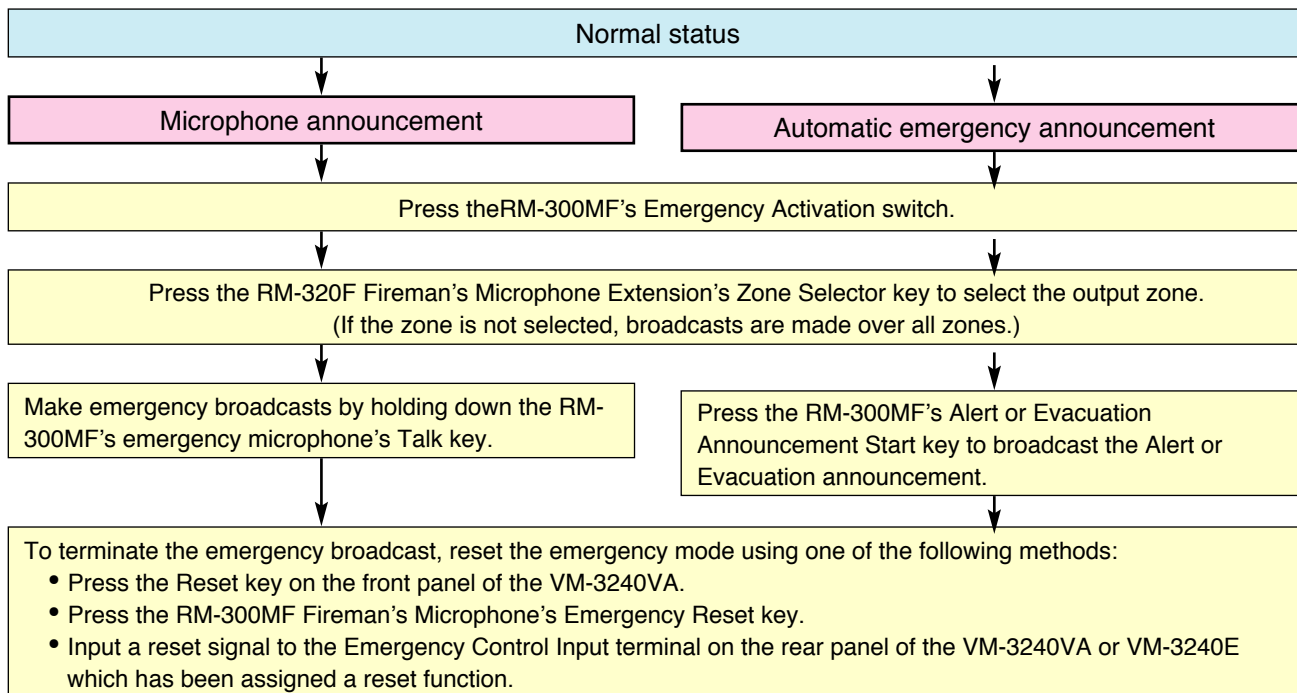 Normal status
Microphone announcement
Automatic emergency announcement
Press theRM-300MF’s Emergency Activation switch.
Press the RM-320F Fireman’s Microphone Extension’s Zone Selector key to select the output zone.
(If the zone is not selected, broadcasts are made over all zones.)
Make emergency broadcasts by holding down the RM-
300MF’s emergency microphone’s Talk key.
Press the RM-300MF’s Alert or Evacuation
Announcement Start key to broadcast the Alert or
Evacuation announcement.
To terminate the emergency broadcast, reset the emergency mode using one of the following methods:
• Press the Reset key on the front panel of the VM-3240VA.
• Press the RM-300MF Fireman’s Microphone’s Emergency Reset key.
• Input a reset signal to the Emergency Control Input terminal on the rear panel of the VM-3240VA or VM-3240E
which has been assigned a reset function.